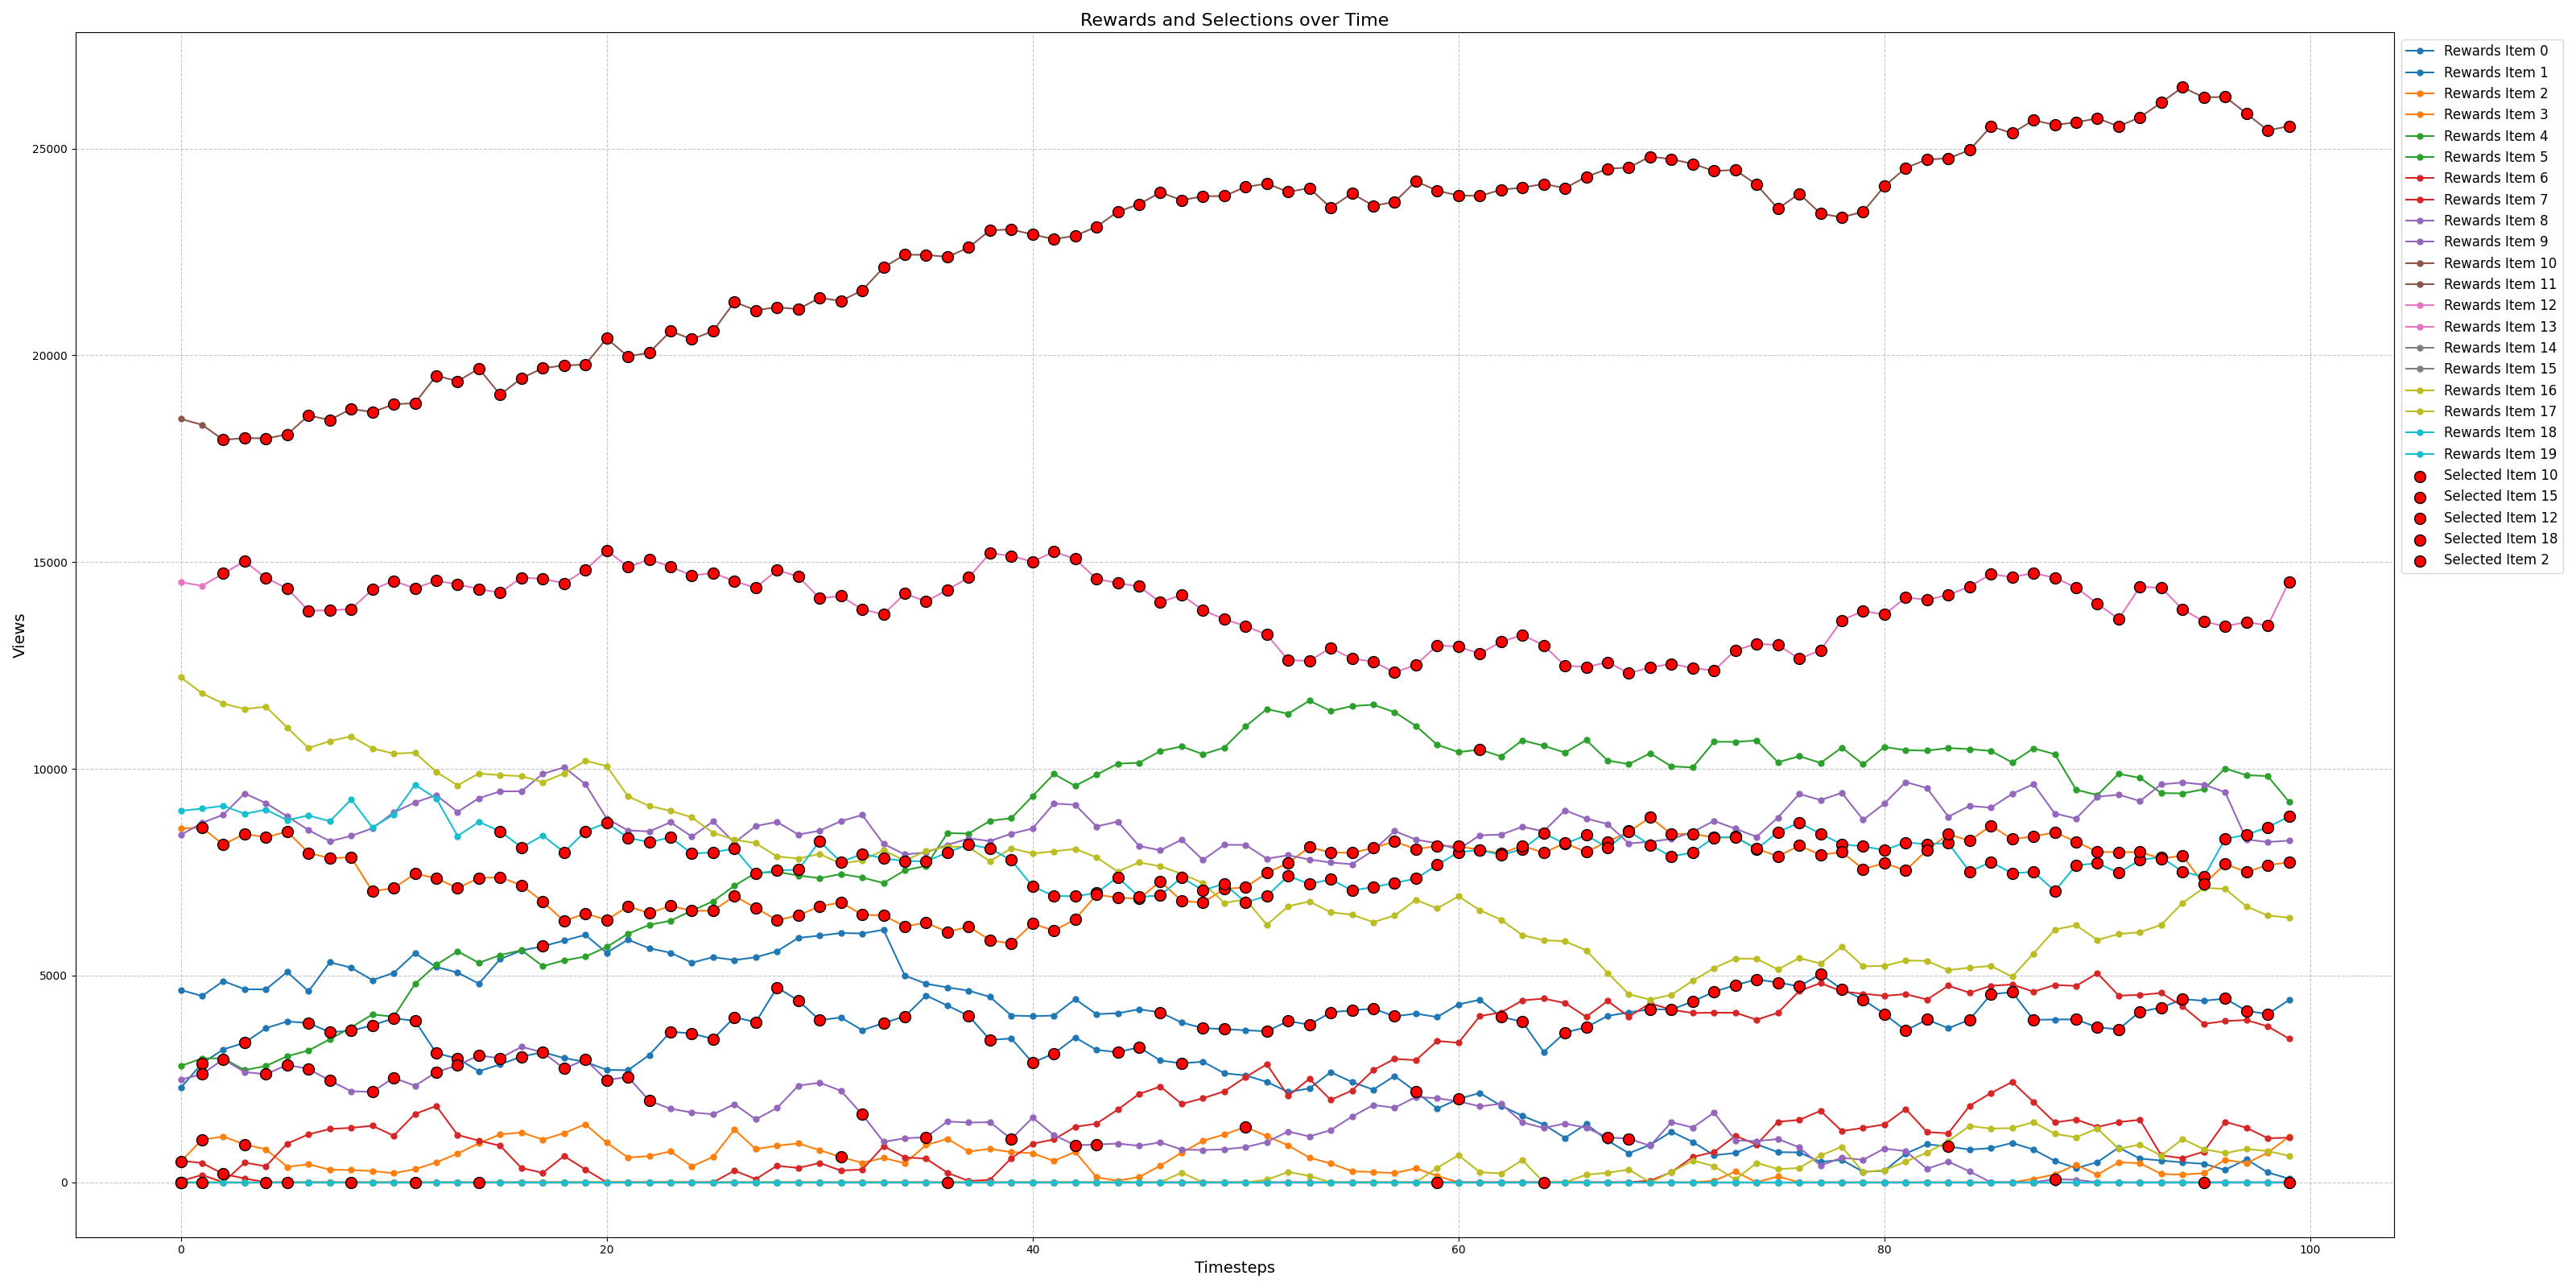 Rewards and Selections over Time
Views
25000
20000
15000
10000
5000
0
0
20
40
60
80
100
Timesteps
Rewards Item 0
Rewards Item 1
Rewards Item 2
Rewards Item 3
Rewards Item 4
Rewards Item 5
Rewards Item 6
Rewards Item 7
Rewards Item 8
Rewards Item 9
Rewards Item 10
Rewards Item 11
Rewards Item 12
Rewards Item 13
Rewards Item 14
Rewards Item 15
Rewards Item 16
Rewards Item 17
Rewards Item 18
Rewards Item 19
Selected Item 10
Selected Item 15
Selected Item 12
Selected Item 18
Selected Item 2